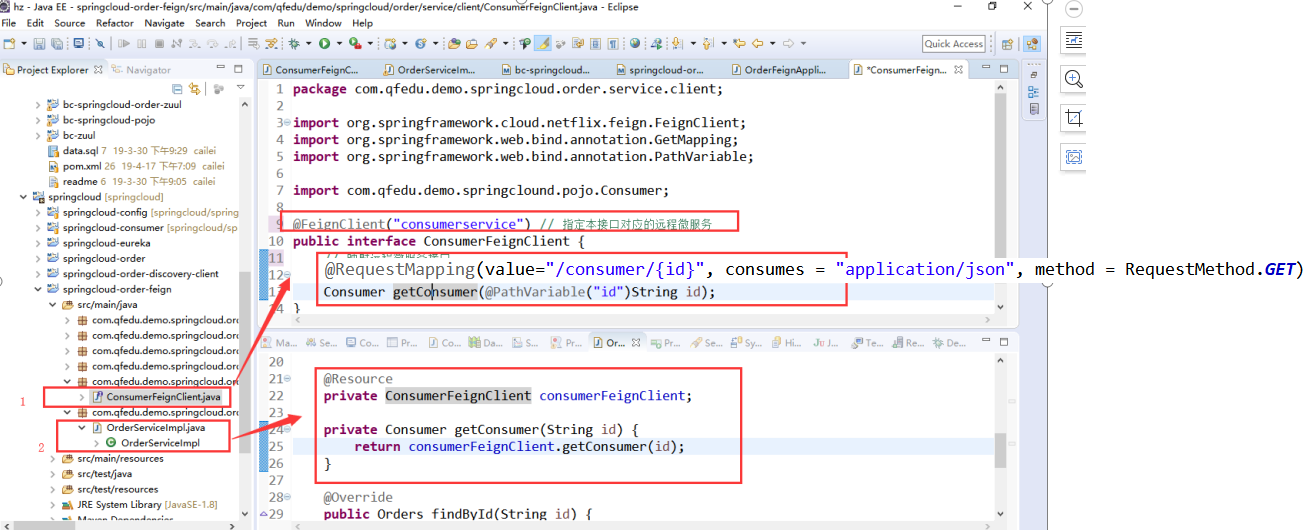 hz - Java EE - springcloud-order-feign/src/main/java/com/qfedu/demo/springcloud/order/service/client/ConsumerFeignClient.java - Eclipse
File Edit Source Refactor Navigate Search Project Run Window Help
Quick Access
Project Explorer Navigator
bc-springcloud-order-zuul
bc-springcloud-pojo
bc-zuul
data.sql 7 19-3-30 下午9:29 cailei
pom.xml 26 19-4-17 下午7:09 cailei
readme 6 19-3-30 下午9:05 cailei
springcloud [springcloud]
springcloud-config [springcloud/spring
springcloud-consumer [springcloud/sp
springcloud-eureka
springcloud-order
springcloud-order-discovery-client
springcloud-order-feign
src/main/java
com.qfedu.demo.springcloud.ord
com.qfedu.demo.springcloud.ord
com.qfedu.demo.springcloud.ord
com.qfedu.demo.springcloud.ord
com.qfedu.demo.springcloud.ord
1 ConsumerFeignClient.java
com.qfedu.demo.springcloud.ord
OrderServiceImpl.java
2 OrderServiceImpl
src/main/resources
src/test/java
src/test/resources
JRE System Library [JavaSE-1.8]
Maven Dependencies
ConsumerFeignC... OrderServiceIm... bc-springcloud... springcloud-or... OrderFeignAppli... *ConsumerFeign...
1 package com.qfedu.demo.springcloud.order.service.client;
2
3 import org.springframework.cloud.netflix.feign.FeignClient;
4 import org.springframework.web.bind.annotation.GetMapping;
5 import org.springframework.web.bind.annotation.PathVariable;
6
7 import com.qfedu.demo.springclound.pojo.Consumer;
8
9 @FeignClient("consumerservice") // 指定本接口对应的远程微服务
10 public interface ConsumerFeignClient {
11
12 @RequestMapping(value="/consumer/{id}", consumes = "application/json", method = RequestMethod.GET)
13 Consumer getConsumer(@PathVariable("id")String id);
14 }
Ma... Se... Co... Pr... Co... Da... S... Pr... Or... Pr... Se... Sy... Hi... Ju J... Te... Re... De...
20
21 @Resource
22 private ConsumerFeignClient consumerFeignClient;
23
24 private Consumer getConsumer(String id) {
25 return consumerFeignClient.getConsumer(id);
26 }
27
28 @Override
29 public Orders findById(String id) {